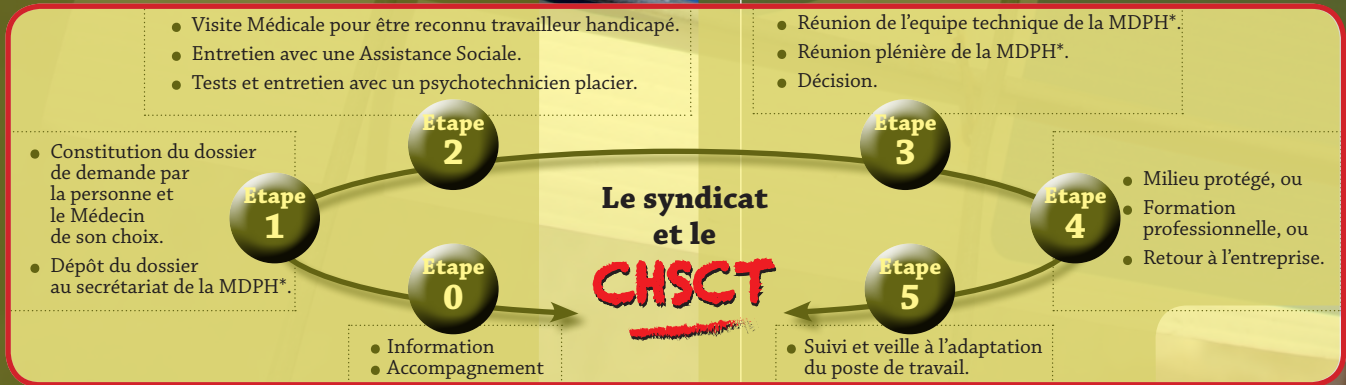 • Visite Médicale pour être reconnu travailleur handicapé.
• Entretien avec une Assistance Sociale.
• Tests et entretien avec un psychotechnicien placier.
• Réunion de l'equipe technique de la MDPH*.
• Réunion plénière de la MDPH*.
• Décision.
Etape
2
Etape
3
• Constitution du dossier
de demande par
la personne et
le Médecin
de son choix.
• Dépôt du dossier
au secrétariat de la MDPH*.
Etape
1
Le syndicat
et le
CHSCT
Etape
4
• Milieu protégé, ou
• Formation
professionnelle, ou
• Retour à l'entreprise.
Etape
0
Etape
5
• Information
• Accompagnement
• Suivi et veille à l'adaptation
du poste de travail.